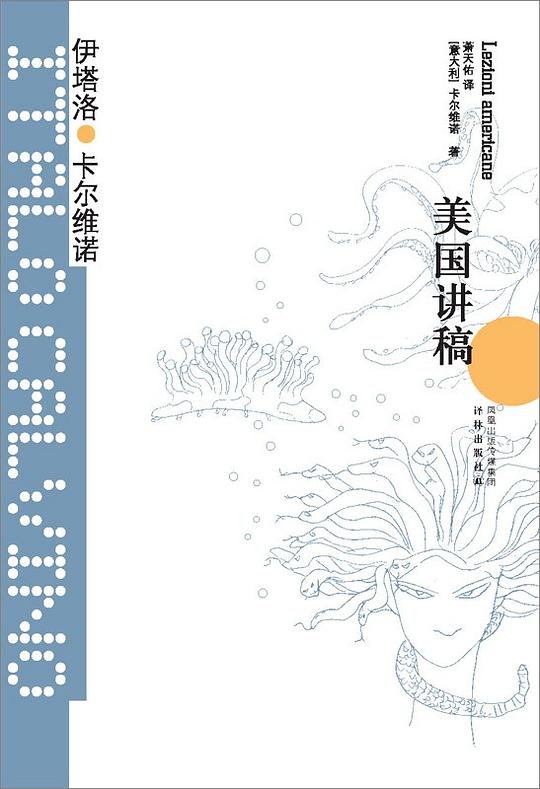 ITALO CALVINO
伊塔洛●卡尔维诺
Lezioni americane
萧天佑 译
[意大利] 卡尔维诺 著
美国讲稿
凤凰出版传媒集团
译林出版社